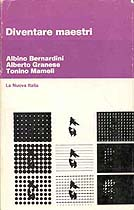 Diventare maestri
Albino Bernardini
Alberto Granese
Tonino Mameli
La Nuova Italia